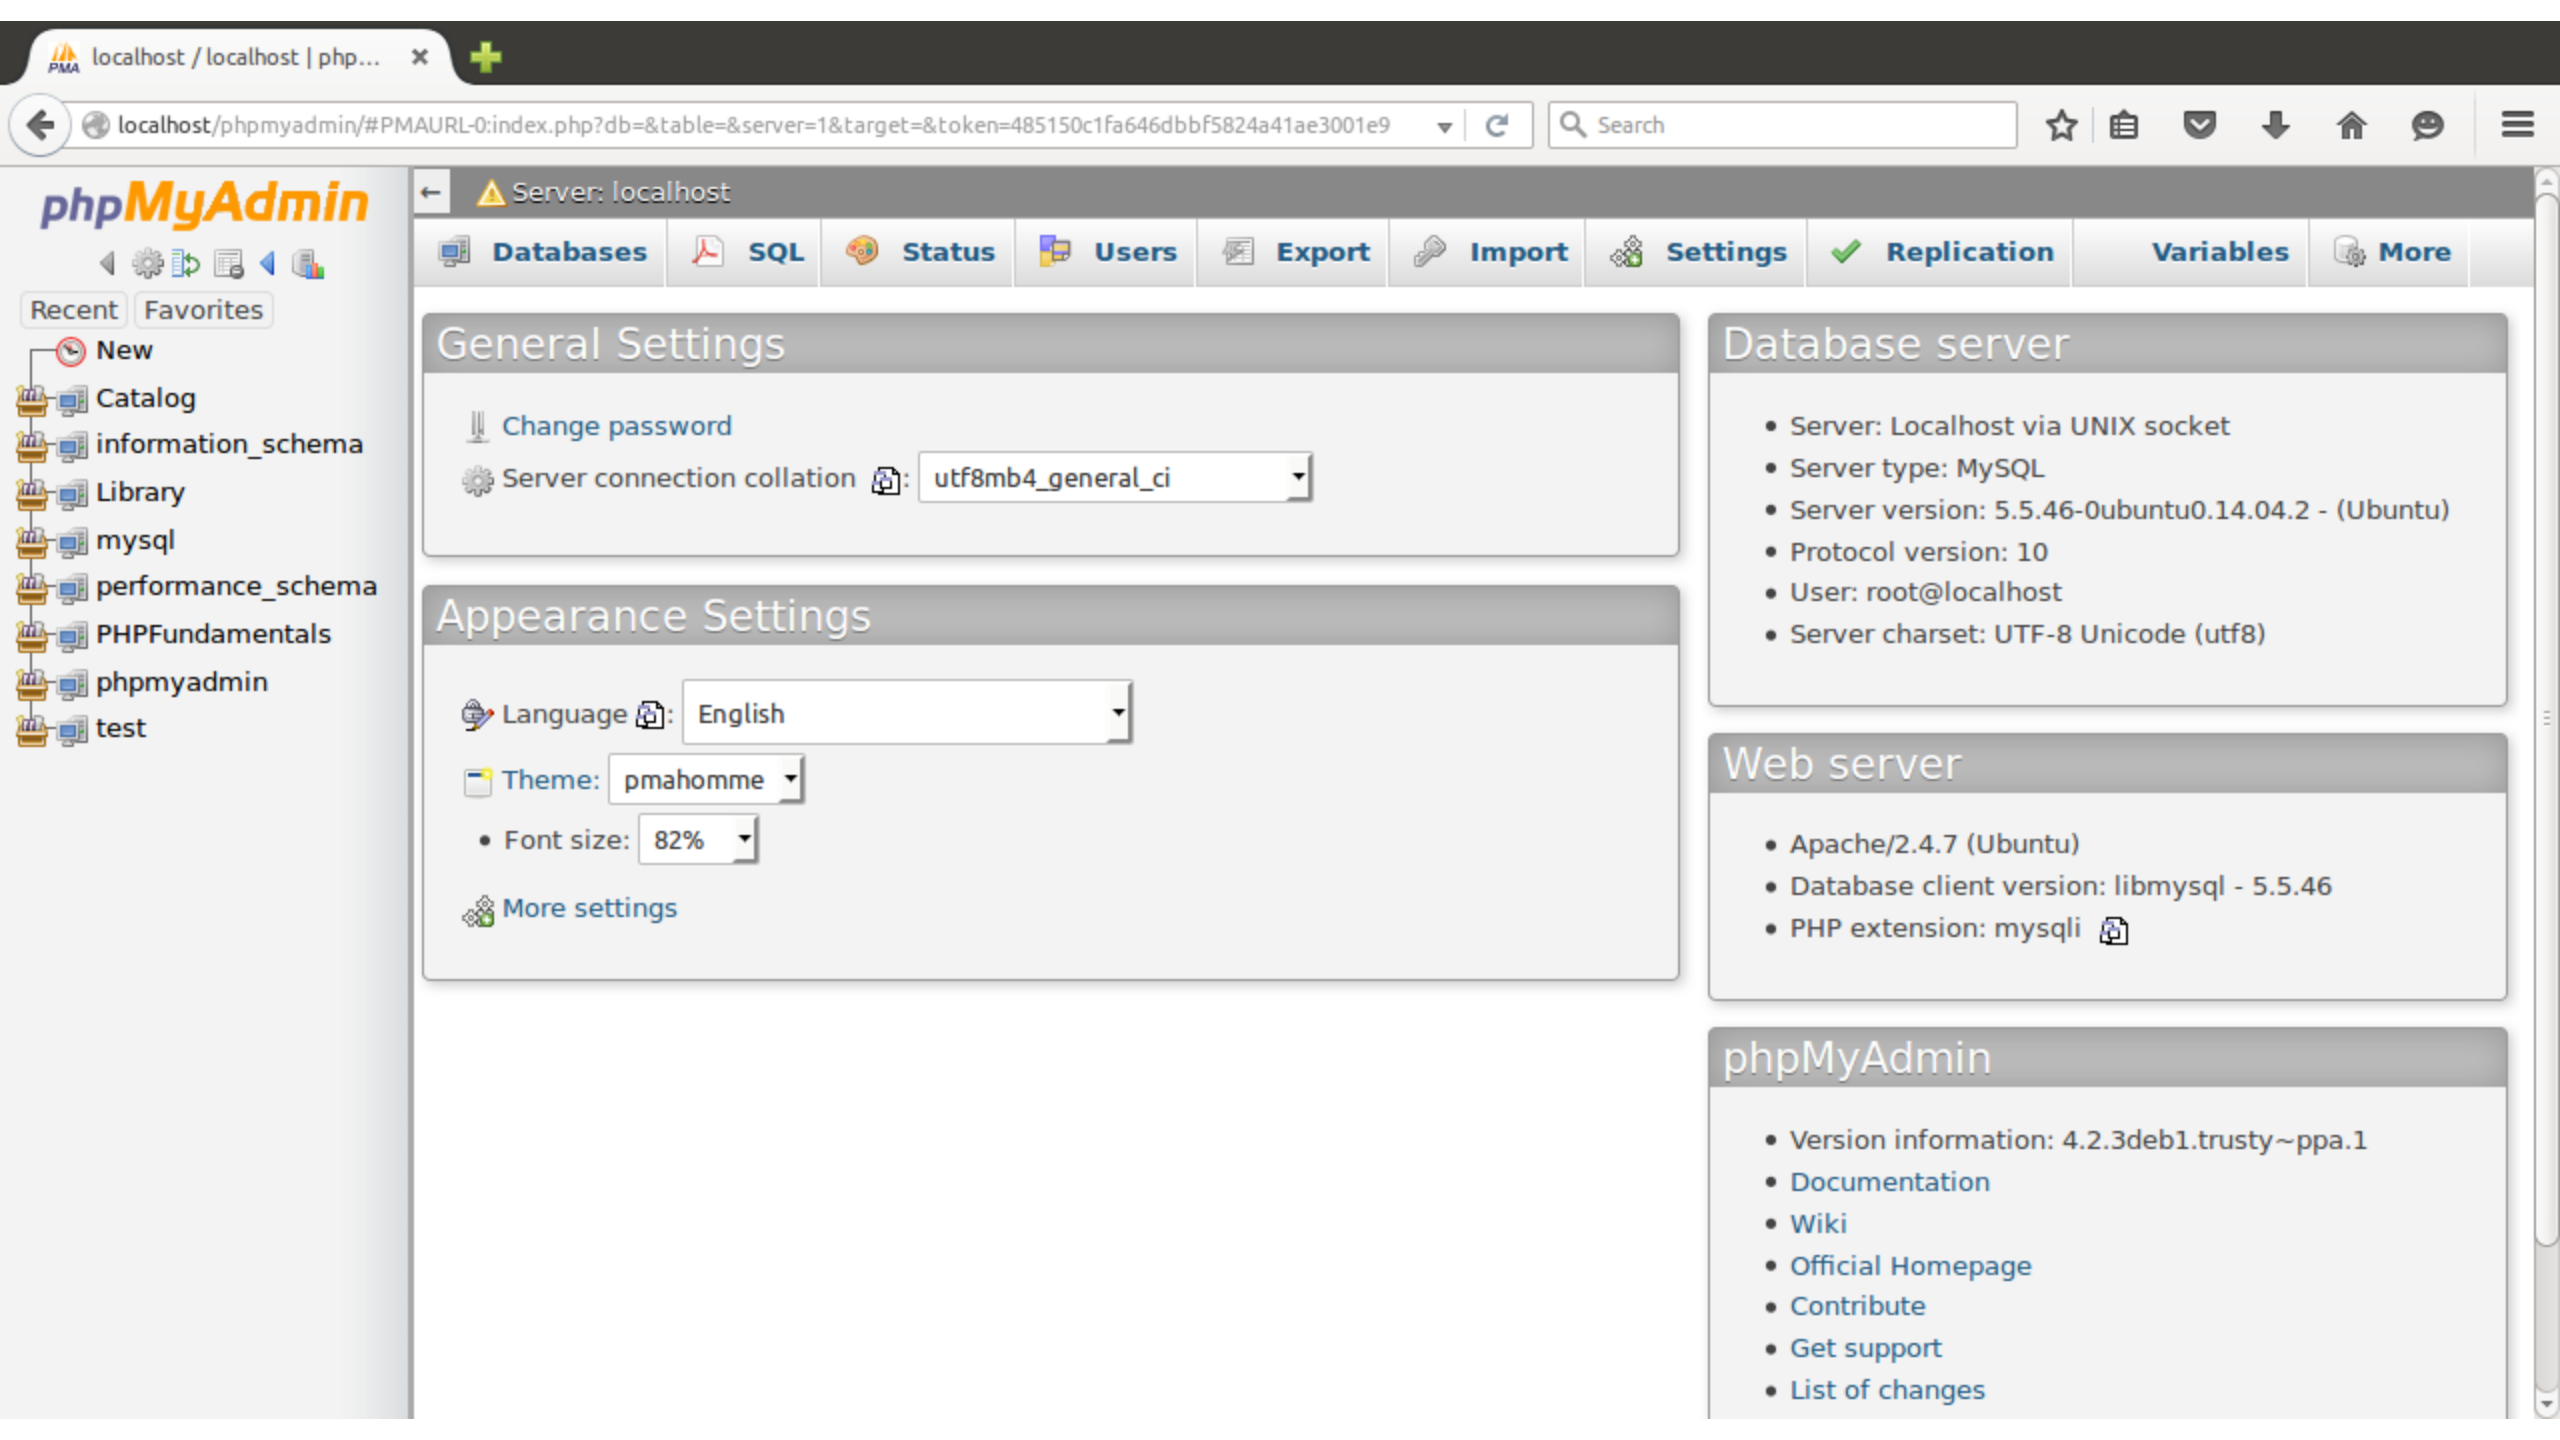 localhost / localhost | php...
localhost/phpmyadmin/#PMAURL-0:index.php?db=&table=&server=1&target=&token=485150c1fa646dbbf5824a41ae3001e9
Search
phpMyAdmin
Recent Favorites
New
Catalog
information_schema
Library
mysql
performance_schema
PHPFundamentals
phpmyadmin
test
Server: localhost
Databases SQL Status Users Export Import Settings Replication Variables More
General Settings
Change password
Server connection collation : utf8mb4_general_ci
Appearance Settings
Language : English
Theme: pmahomme
• Font size: 82%
More settings
Database server
• Server: Localhost via UNIX socket
• Server type: MySQL
• Server version: 5.5.46-0ubuntu0.14.04.2 - (Ubuntu)
• Protocol version: 10
• User: root@localhost
• Server charset: UTF-8 Unicode (utf8)
Web server
• Apache/2.4.7 (Ubuntu)
• Database client version: libmysql - 5.5.46
• PHP extension: mysqli
phpMyAdmin
• Version information: 4.2.3deb1.trusty~ppa.1
• Documentation
• Wiki
• Official Homepage
• Contribute
• Get support
• List of changes